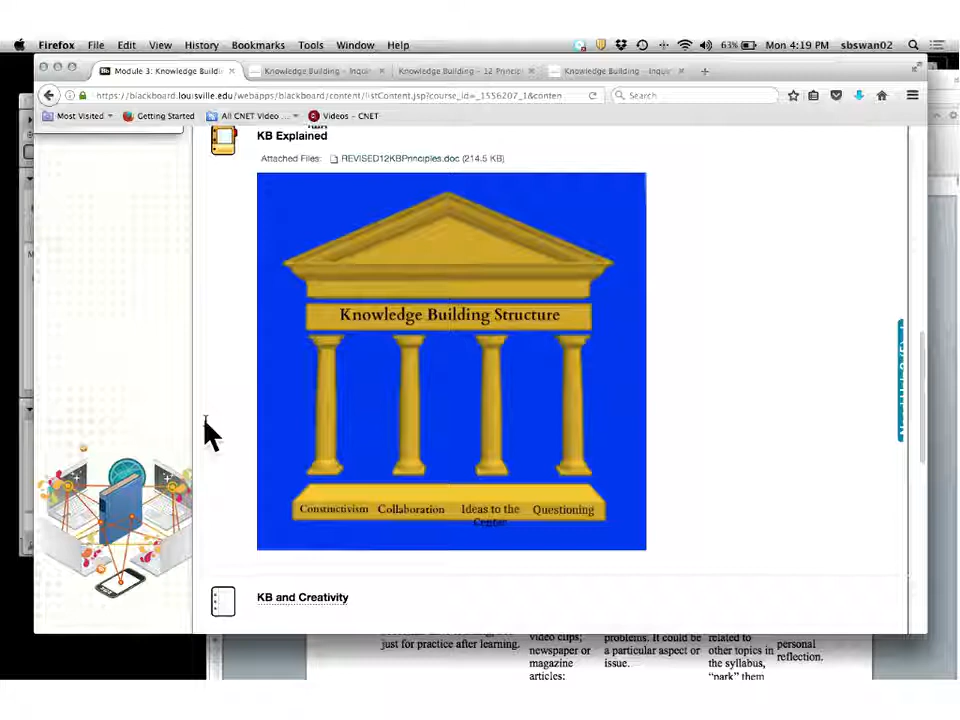 Firefox File Edit View History Bookmarks Tools Window Help 63% Mon 4:19 PM sbswan02
Module 3: Knowledge Buildi Knowledge Building – Inqui Knowledge Building – 12 Princi Knowledge Building – Inqui
https://blackboard.louisville.edu/webapps/blackboard/content/listContent.jsp?course_id=_1556207_1&conten Search
Most Visited Getting Started All CNET Video ... Videos – CNET
KB Explained
Attached Files: REVISED12KBPrinciples.doc (214.5 KB)
Knowledge Building Structure
Constructivism Collaboration Ideas to the Center Questioning
KB and Creativity
just for practice after learning.
video clips;
newspaper or
magazine
articles:
problems. It could be
a particular aspect or
issue.
related to
other topics in
the syllabus,
"park" them
personal
reflection.